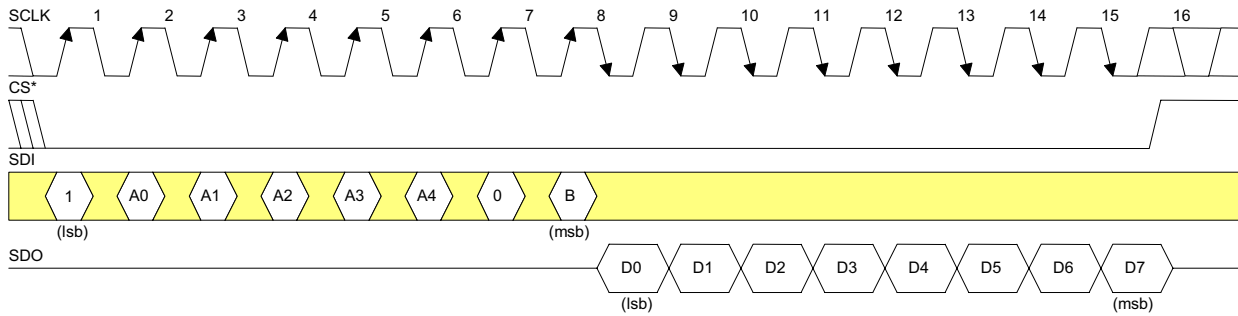 SCLK 1 2 3 4 5 6 7 8 9 10 11 12 13 14 15 16
CS*
SDI
1 A0 A1 A2 A3 A4 0 B
(lsb) (msb)
SDO
D0 D1 D2 D3 D4 D5 D6 D7
(lsb) (msb)